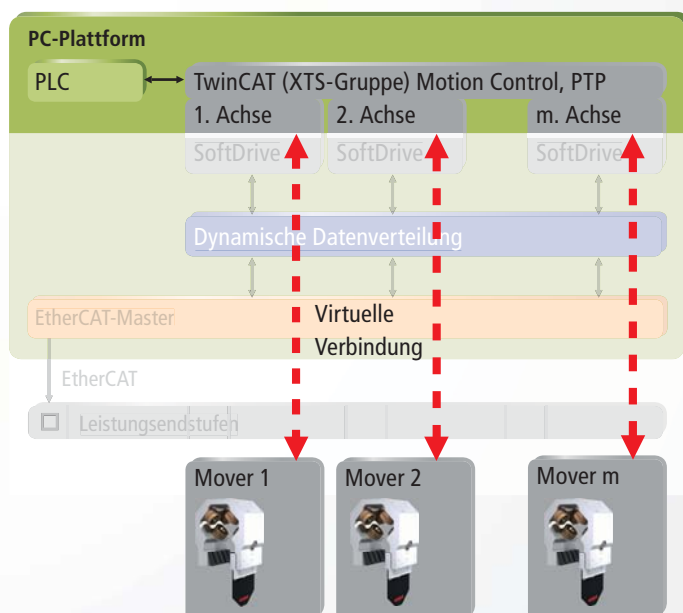 PC-Plattform
PLC
TwinCAT (XTS-Gruppe) Motion Control, PTP
1. Achse
2. Achse
m. Achse
SoftDrive
SoftDrive
SoftDrive
Dynamische Datenverteilung
EtherCAT-Master
Virtuelle
Verbindung
EtherCAT
Leistungsendstufen
Mover 1
Mover 2
Mover m